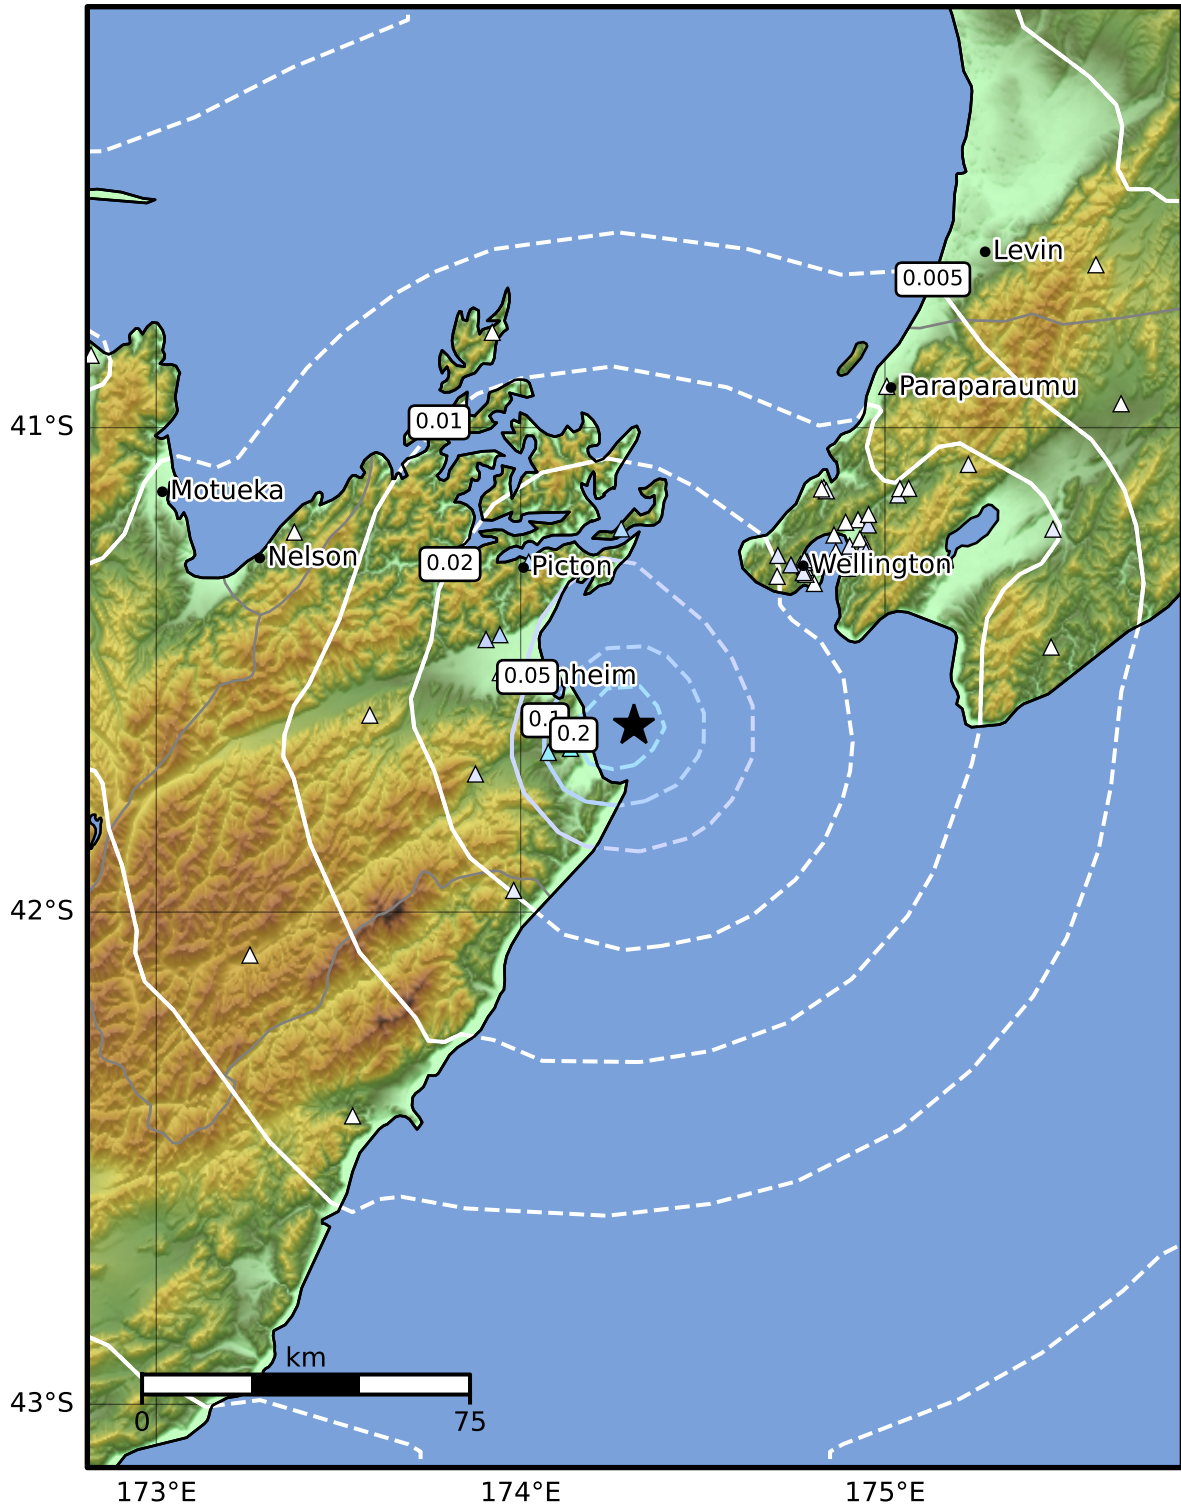 Levin
0.005
Paraparaumu
0.01
41°S
Motueka
Nelson
0.02
Picton
Wellington
0.05
nheim
0.1
0.2
42°S
km
0
75
43°S
173°E
174°E
175°E